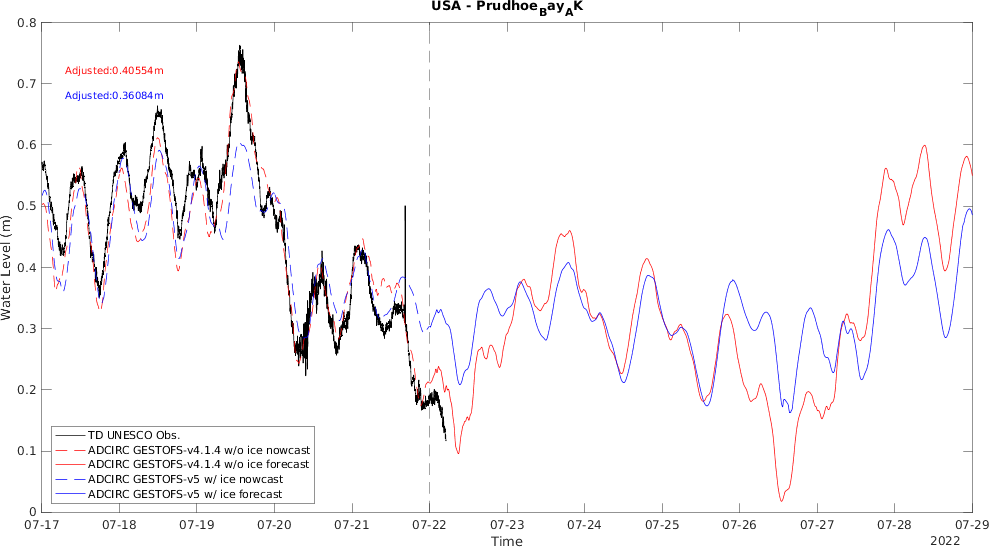 USA - PrudhoeBayAK
0.8
0.7
0.6
0.5
0.4
0.3
0.2
0.1
0
Water Level (m)
Adjusted:0.40554m
Adjusted:0.36084m
TD UNESCO Obs.
ADCIRC GESTOFS-v4.1.4 w/o ice nowcast
ADCIRC GESTOFS-v4.1.4 w/o ice forecast
ADCIRC GESTOFS-v5 w/ ice nowcast
ADCIRC GESTOFS-v5 w/ ice forecast
07-17 07-18 07-19 07-20 07-21 07-22 07-23 07-24 07-25 07-26 07-27 07-28 07-29
Time
2022